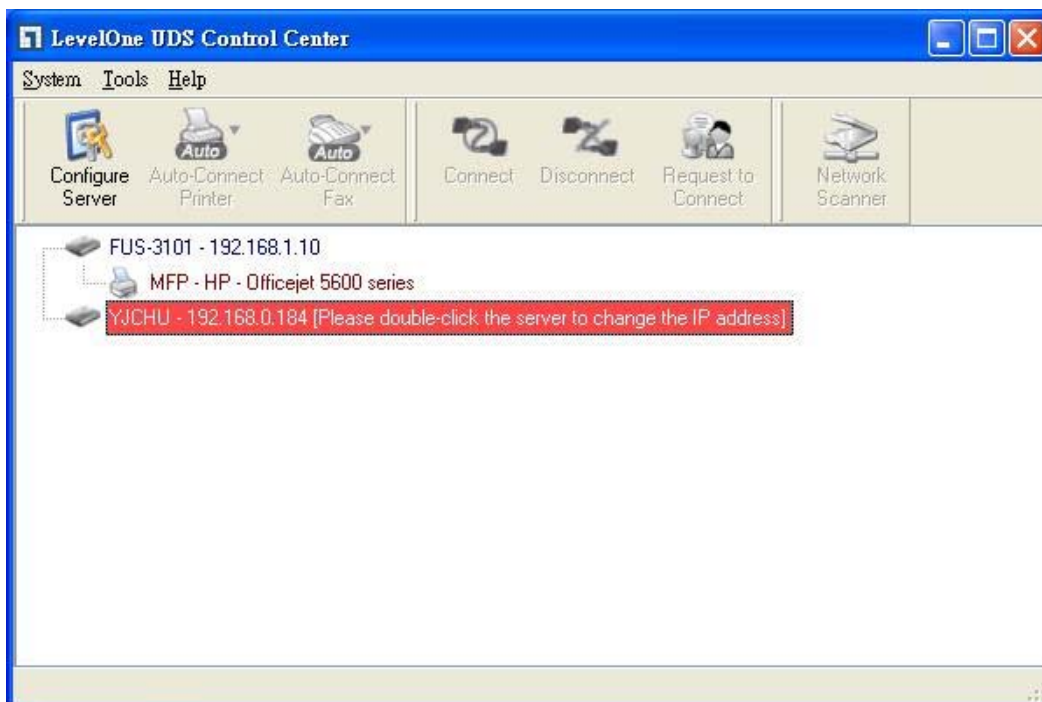 LevelOne UDS Control Center
System Tools Help
Configure Server
Auto Auto-Connect Printer
Auto Auto-Connect Fax
Connect
Disconnect
Request to Connect
Network Scanner
FUS-3101 - 192.168.1.10
MFP - HP - Officejet 5600 series
YJCHU - 192.168.0.184 [Please double-click the server to change the IP address]